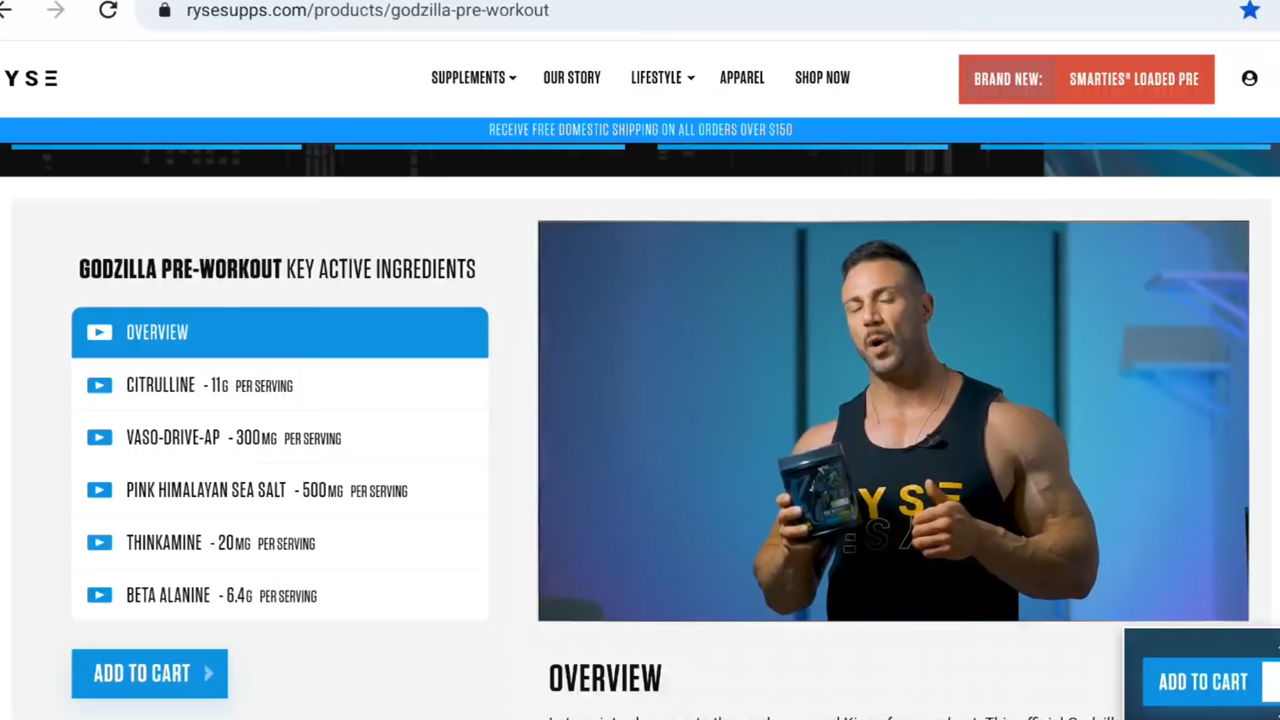 rysesupps.com/products/godzilla-pre-workout
YSE
SUPPLEMENTS
OUR STORY
LIFESTYLE
APPAREL
SHOP NOW
BRAND NEW:
SMARTIES® LOADED PRE
RECEIVE FREE DOMESTIC SHIPPING ON ALL ORDERS OVER $150
GODZILLA PRE-WORKOUT KEY ACTIVE INGREDIENTS
OVERVIEW
CITRULLINE - 11G PER SERVING
VASO-DRIVE-AP - 300MG PER SERVING
PINK HIMALAYAN SEA SALT - 500MG PER SERVING
THINKAMINE - 20MG PER SERVING
BETA ALANINE - 6.4G PER SERVING
ADD TO CART
YSE
OVERVIEW
ADD TO CART